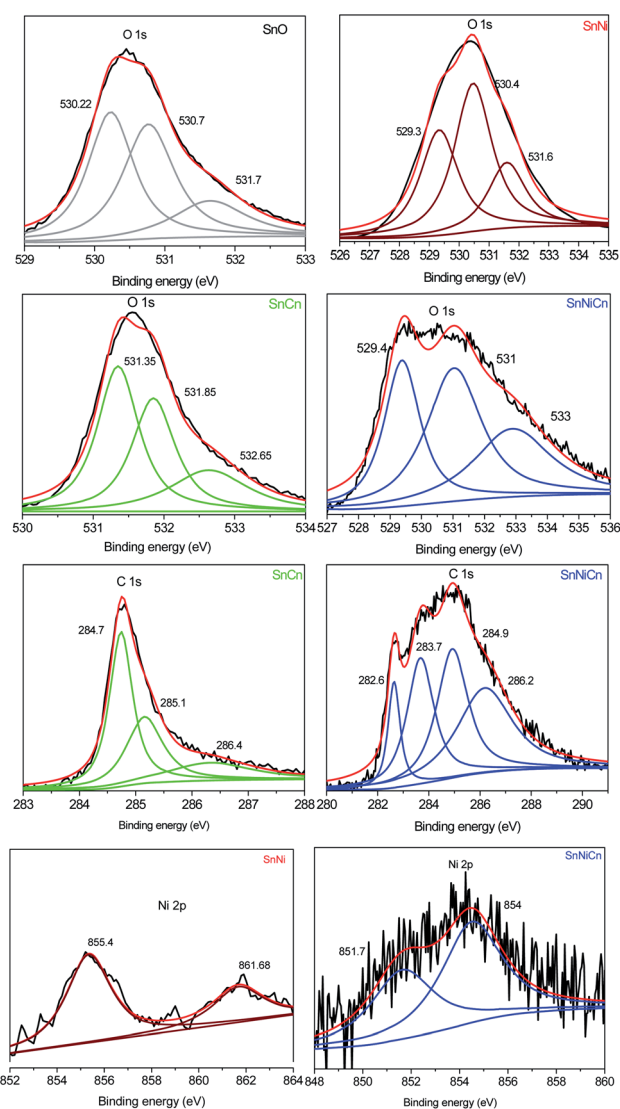 O 1s
SnO
530.22
530.7
531.7
529 530 531 532 533
Binding energy (eV)
O 1s
SnNi
530.4
529.3
531.6
526 527 528 529 530 531 532 533 534 535
Binding energy (eV)
O 1s
SnCn
531.35
531.85
532.65
530 531 532 533 534
Binding energy (eV)
O 1s
SnNiCn
529.4
531
533
527 528 529 530 531 532 533 534 535 536
Binding energy (eV)
C 1s
SnCn
284.7
285.1
286.4
283 284 285 286 287 288
Binding energy (eV)
C 1s
SnNiCn
284.9
283.7
282.6
286.2
280 282 284 286 288 290
Binding energy (eV)
SnNi
Ni 2p
855.4
861.68
852 854 856 858 860 862 864
Binding energy (eV)
SnNiCn
Ni 2p
854
851.7
848 850 852 854 856 858 860
Binding energy (eV)